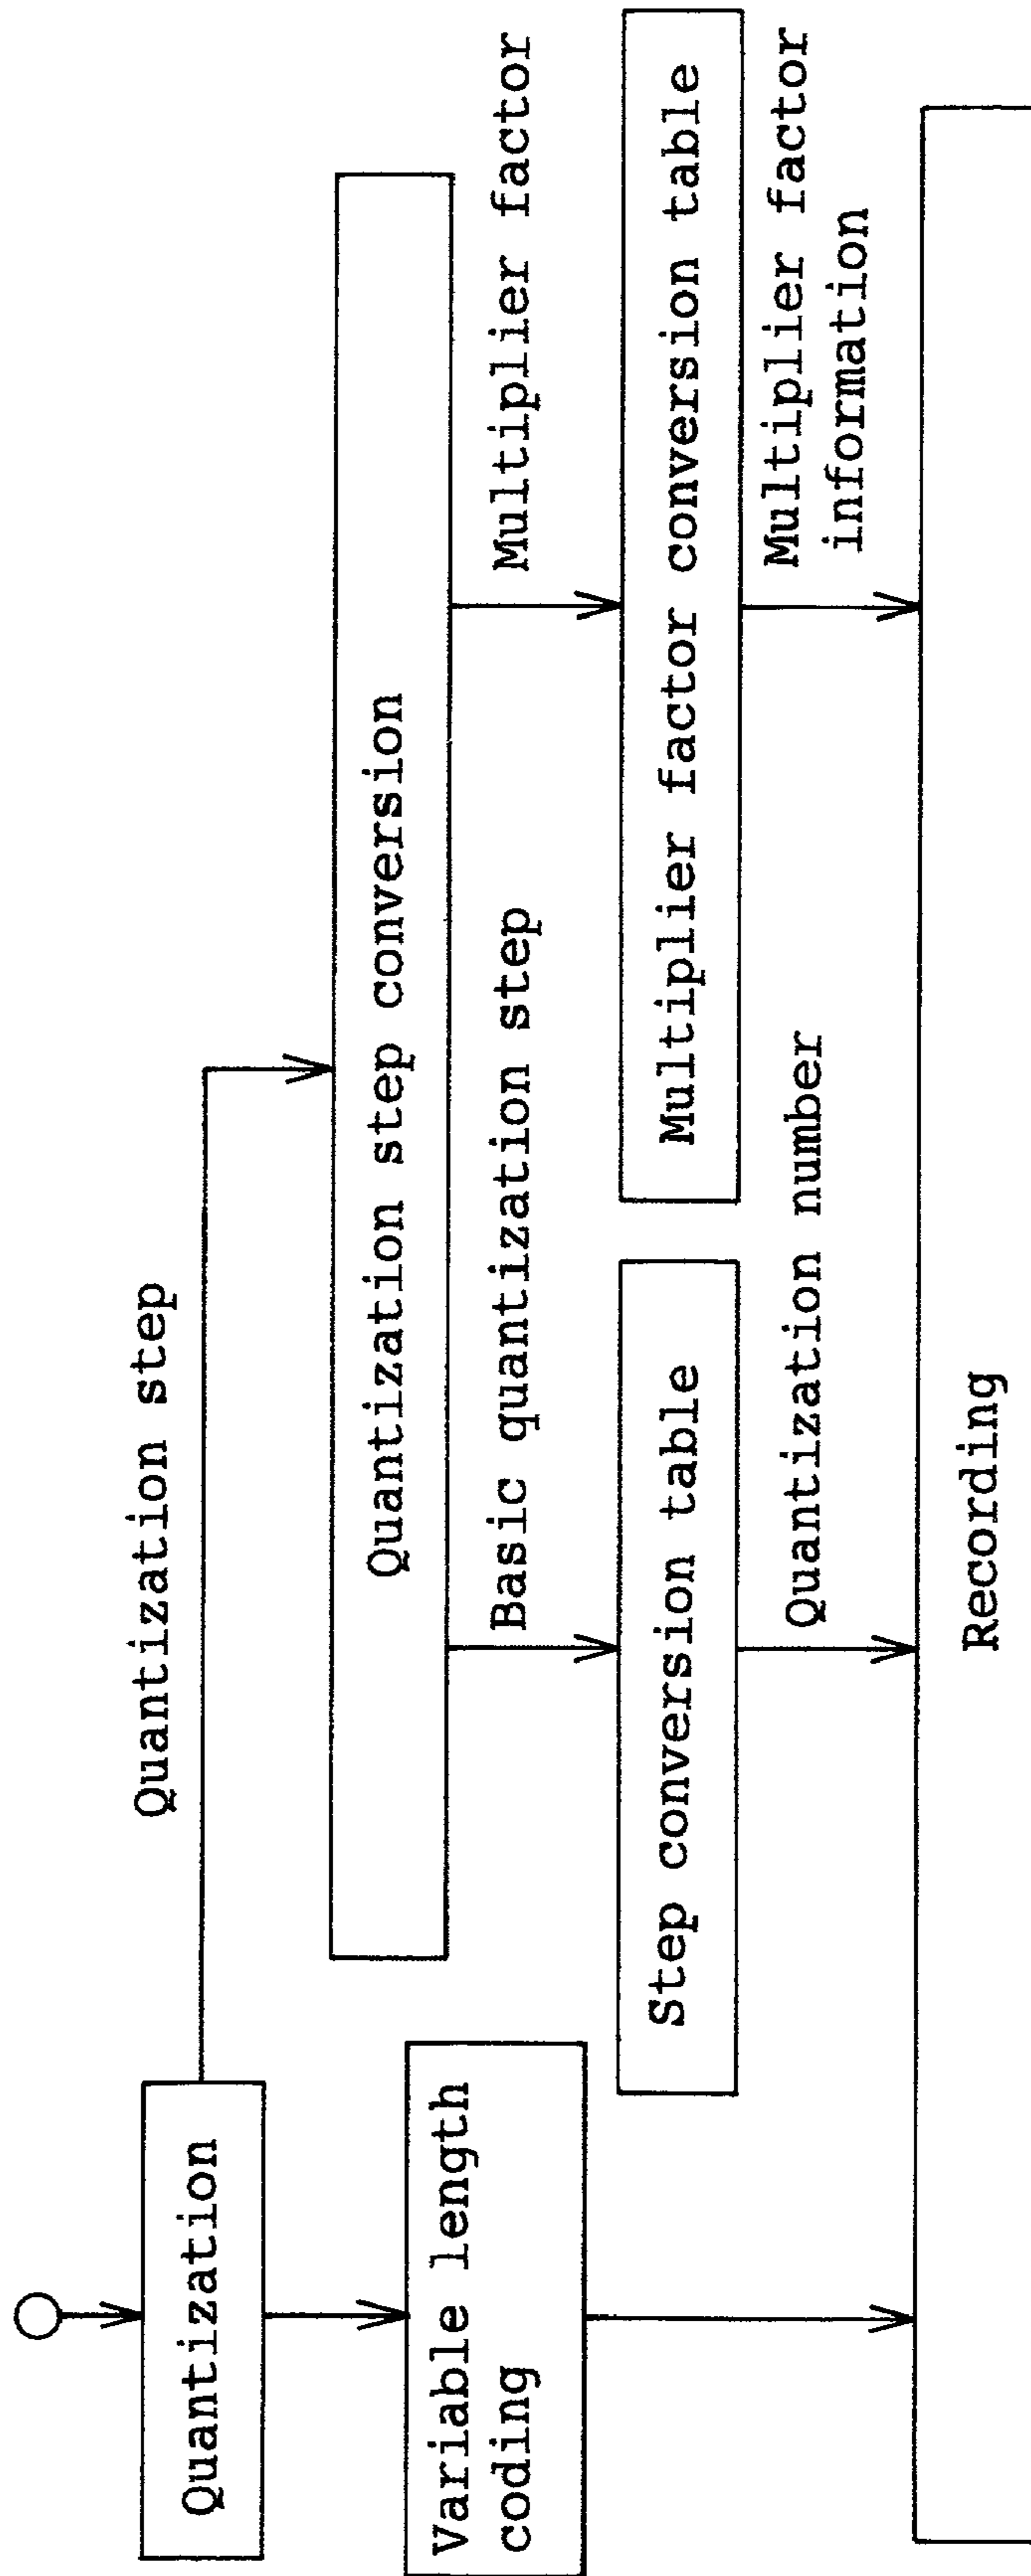 Quantization
Quantization step
Variable length
coding
Quantization step conversion
Basic quantization step
Multiplier factor
Step conversion table
Multiplier factor conversion table
Quantization number
Multiplier factor
information
Recording